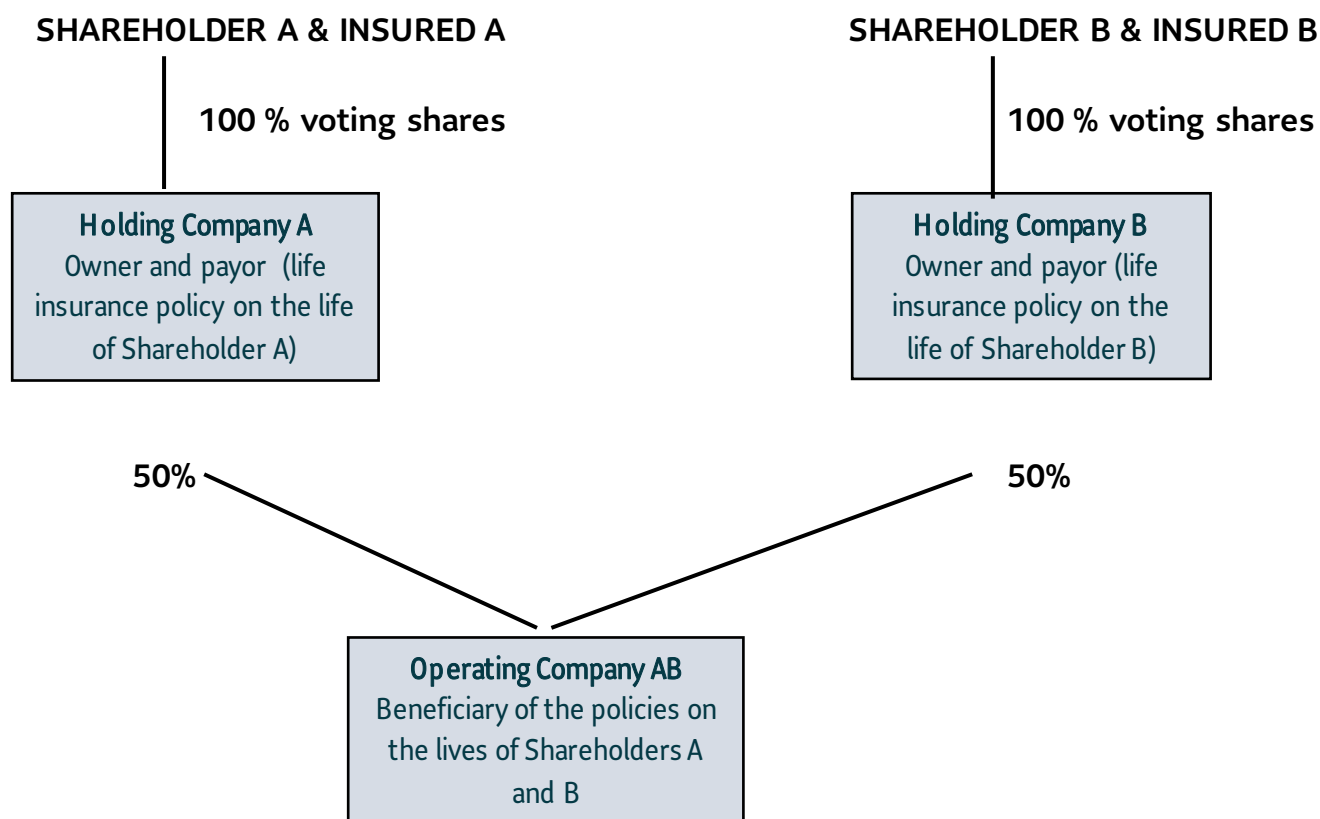 SHAREHOLDER A & INSURED A
SHAREHOLDER B & INSURED B
100 % voting shares
100 % voting shares
Holding Company A
Owner and payor (life
insurance policy on the life
of Shareholder A)
Holding Company B
Owner and payor (life
insurance policy on the
life of Shareholder B)
50%
50%
Operating Company AB
Beneficiary of the policies on
the lives of Shareholders A
and B